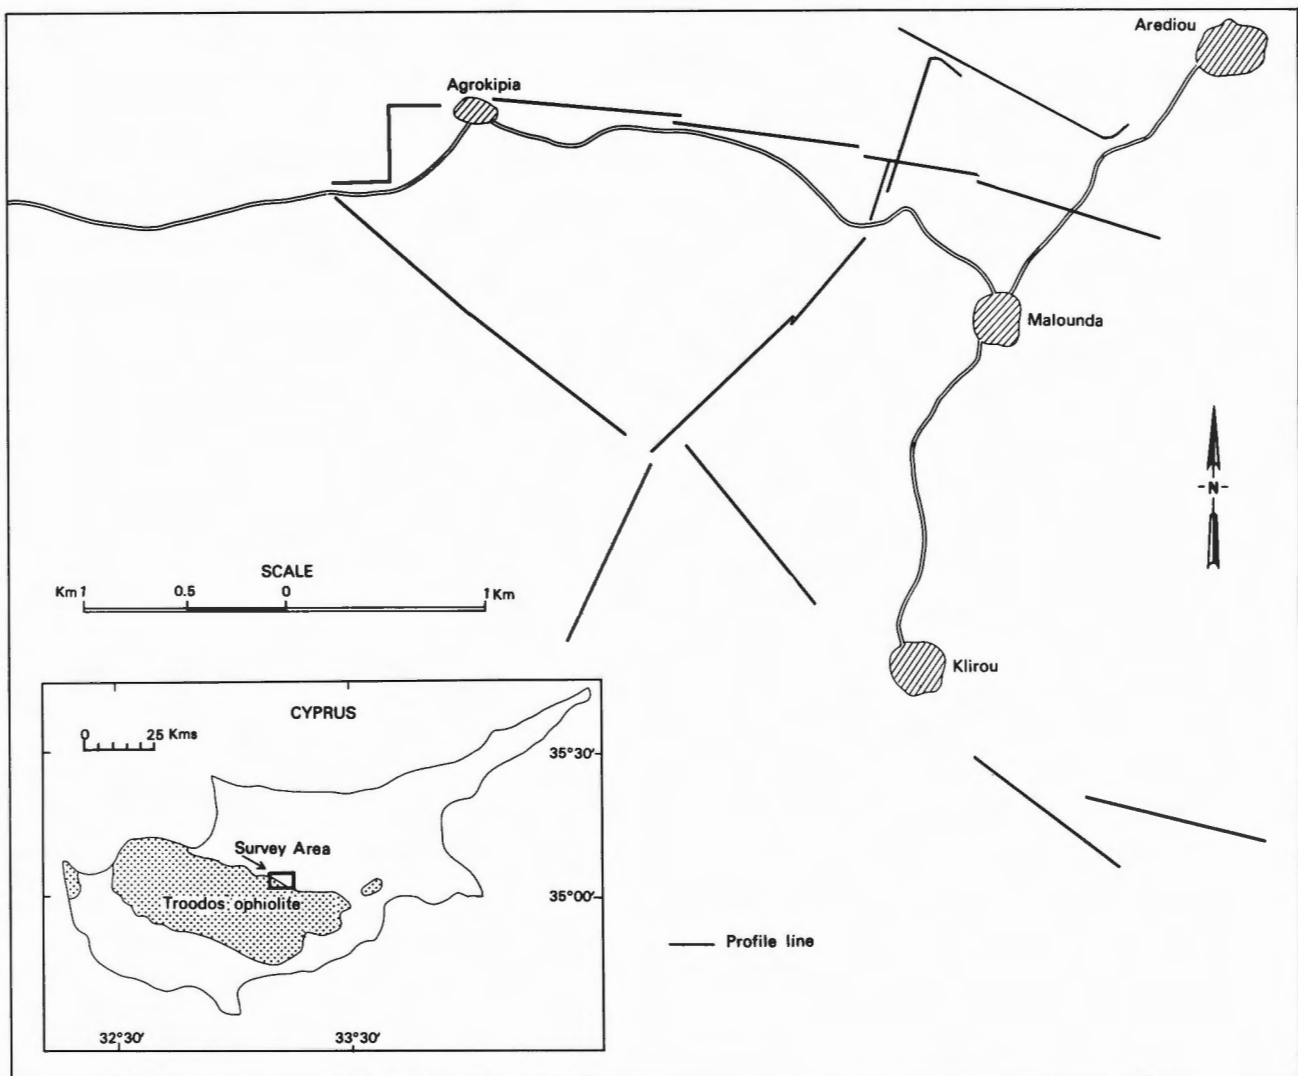 Arediou
Agrokipia
Malounda
N
SCALE
Km 1 0.5 0 1 Km
Klirou
CYPRUS
0 25 Kms
35°30'
Survey Area
35°00'
Troodos ophiolite
Profile line
32°30' 33°30'